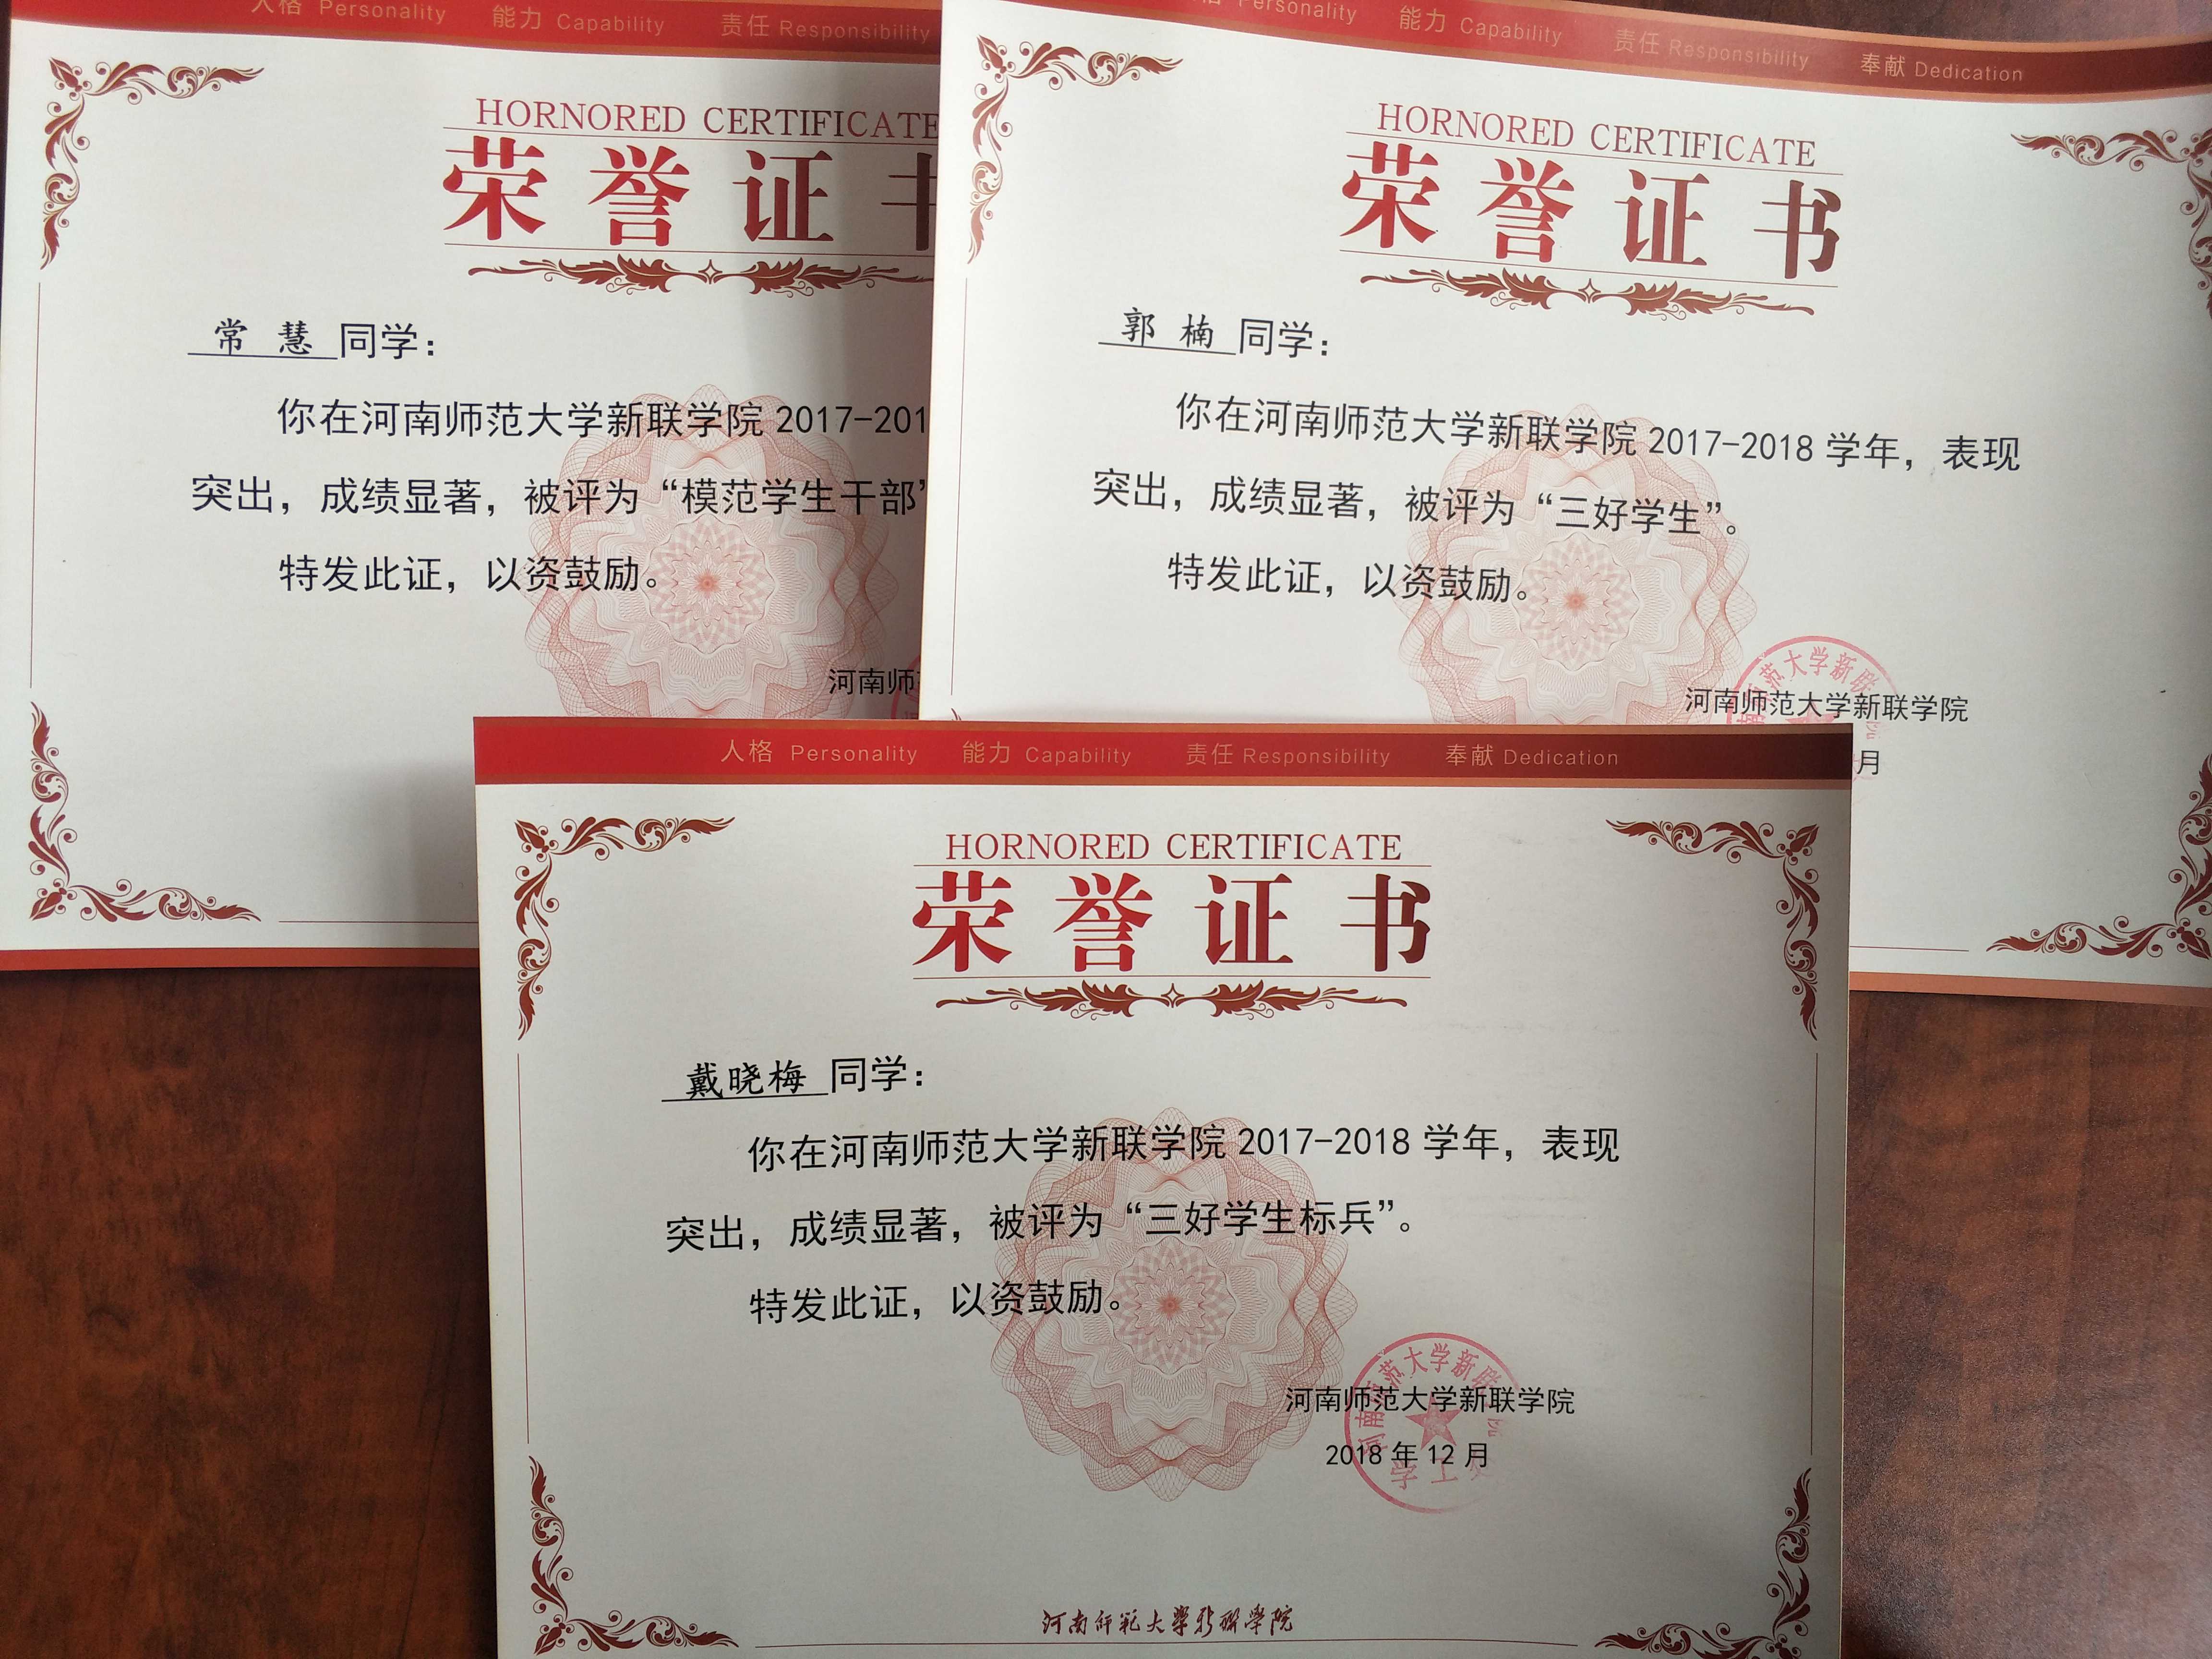 人格 Personality 能力 Capability 责任 Responsibility
HORNORED CERTIFICATE
荣誉证书
常慧同学：
你在河南师范大学新联学院 2017-201
突出，成绩显著，被评为“模范学生干部”
特发此证，以资鼓励。
河南师
Personality 能力 Capability 责任 Responsibility 奉献 Dedication
HORNORED CERTIFICATE
荣誉证书
郭楠同学：
你在河南师范大学新联学院 2017-2018 学年，表现
突出，成绩显著，被评为“三好学生”。
特发此证，以资鼓励。
河南师范大学新联学院
月
人格 Personality 能力 Capability 责任 Responsibility 奉献 Dedication
HORNORED CERTIFICATE
荣誉证书
戴晓梅同学：
你在河南师范大学新联学院 2017-2018 学年，表现
突出，成绩显著，被评为“三好学生标兵”。
特发此证，以资鼓励。
河南师范大学新联学院
2018 年 12 月
河南师范大学新联学院